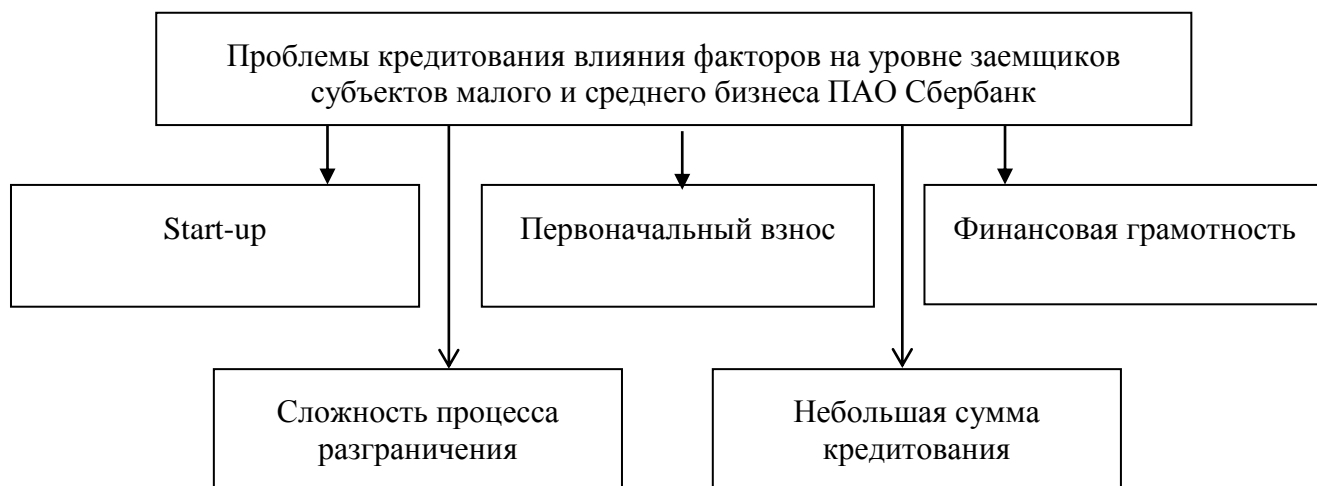 Проблемы кредитования влияния факторов на уровне заемщиков
субъектов малого и среднего бизнеса ПАО Сбербанк
Start-up
Первоначальный взнос
Финансовая грамотность
Сложность процесса
разграничения
Небольшая сумма
кредитования